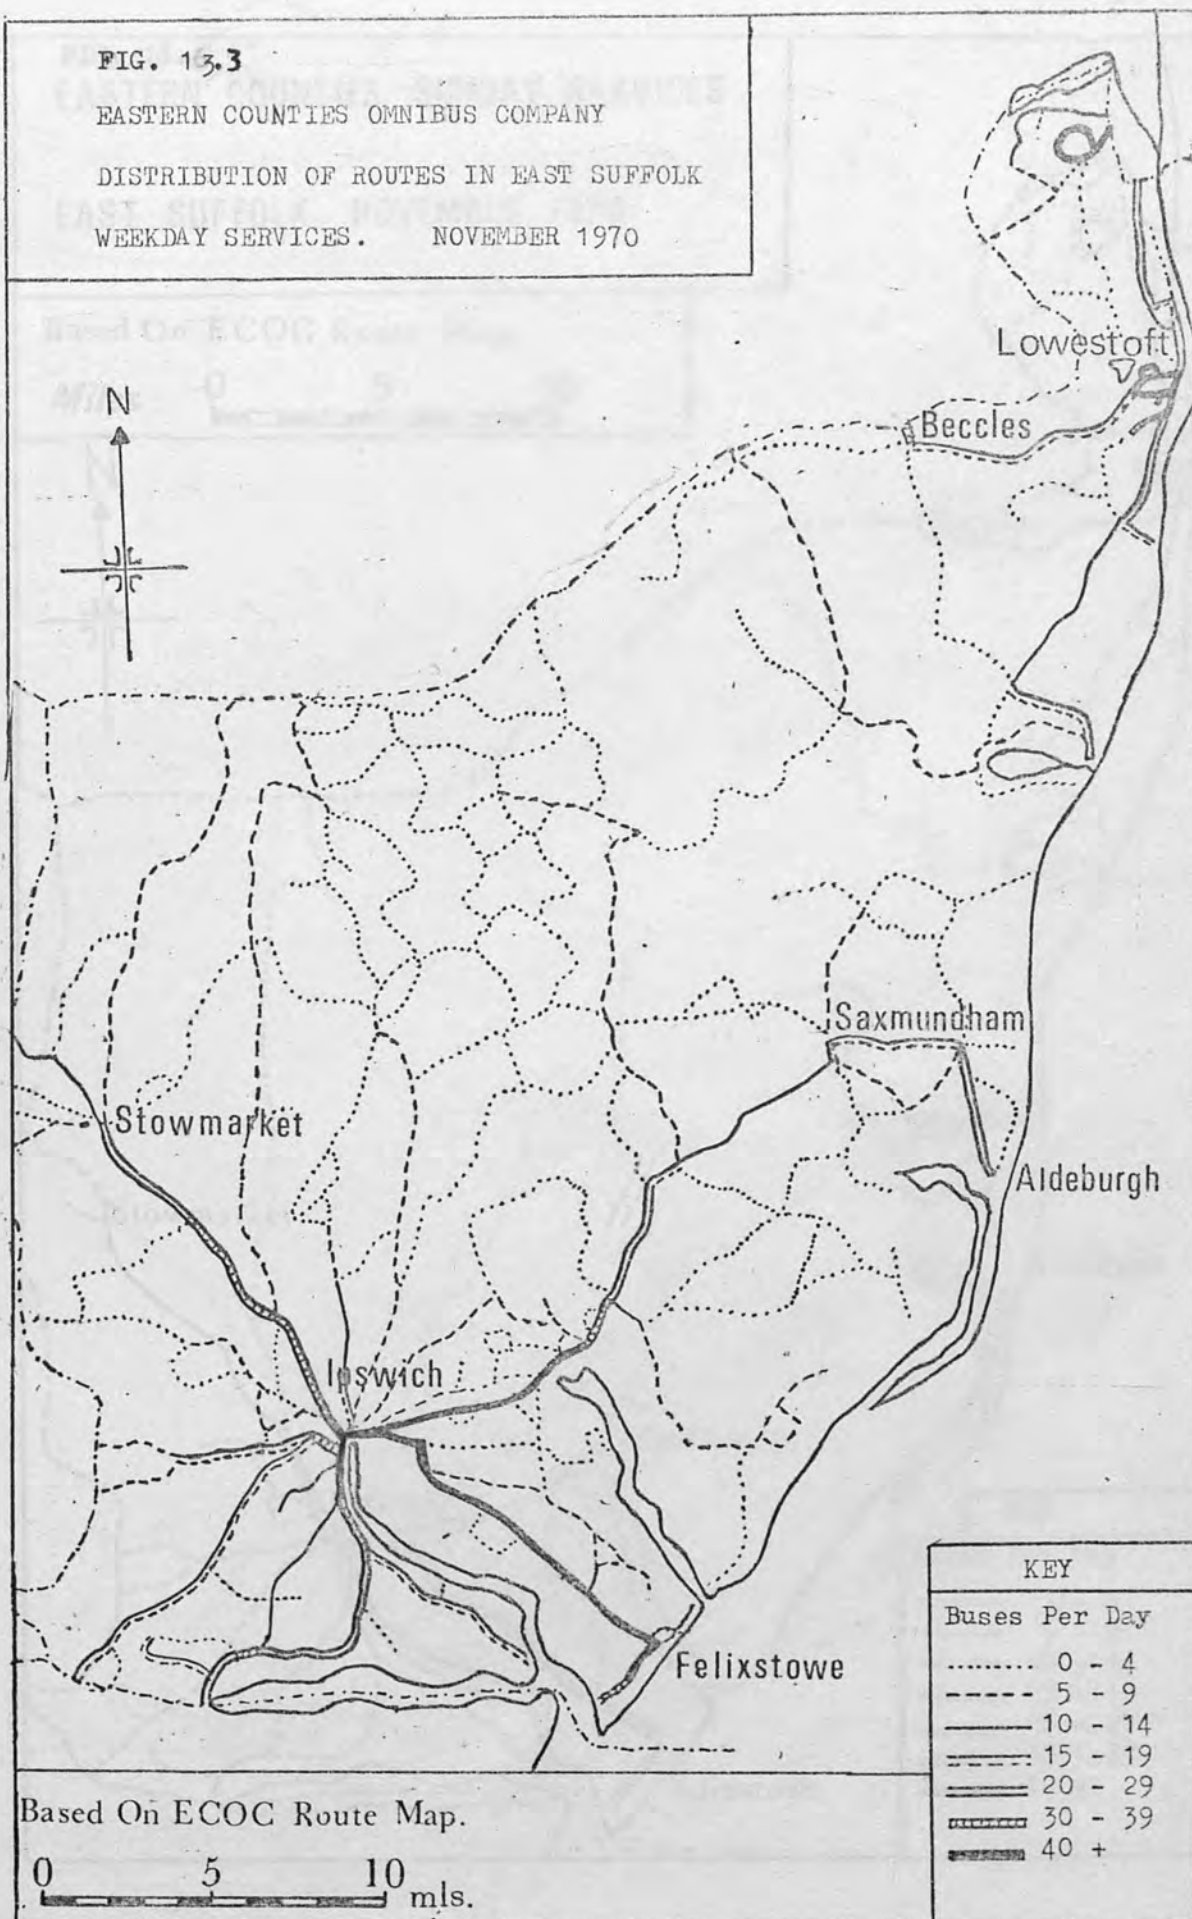 FIG. 13.3
EASTERN COUNTIES OMNIBUS COMPANY
DISTRIBUTION OF ROUTES IN EAST SUFFOLK
WEEKDAY SERVICES. NOVEMBER 1970
N
Lowestoft
Beccles
Saxmundham
Stowmarket
Aldeburgh
Ipswich
Felixstowe
KEY
Buses Per Day
0 - 4
5 - 9
10 - 14
15 - 19
20 - 29
30 - 39
40 +
Based On ECOC Route Map.
0 5 10 mls.